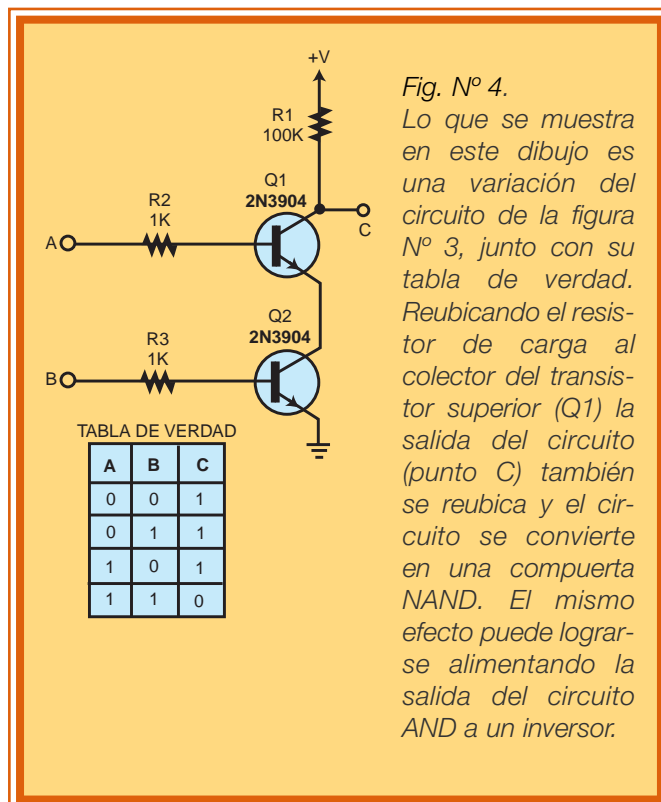 +V
R1
100K
Q1
2N3904
C
R2
1K
A
Q2
2N3904
R3
1K
B
TABLA DE VERDAD
A B C
0 0 1
0 1 1
1 0 1
1 1 0
Fig. Nº 4.
Lo que se muestra
en este dibujo es
una variación del
circuito de la figura
Nº 3, junto con su
tabla de verdad.
Reubicando el resis-
tor de carga al
colector del transis-
tor superior (Q1) la
salida del circuito
(punto C) también
se reubica y el cir-
cuito se convierte
en una compuerta
NAND. El mismo
efecto puede lograr-
se alimentando la
salida del circuito
AND a un inversor.